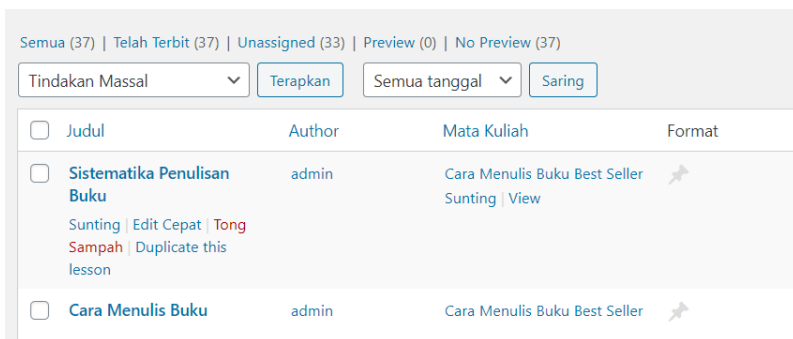 Semua (37) | Telah Terbit (37) | Unassigned (33) | Preview (0) | No Preview (37)
Tindakan Massal Terapkan Semua tanggal Saring
Judul Author Mata Kuliah Format
Sistematika Penulisan Buku admin Cara Menulis Buku Best Seller
Sunting | View
Sunting | Edit Cepat | Tong
Sampah | Duplicate this
lesson
Cara Menulis Buku admin Cara Menulis Buku Best Seller